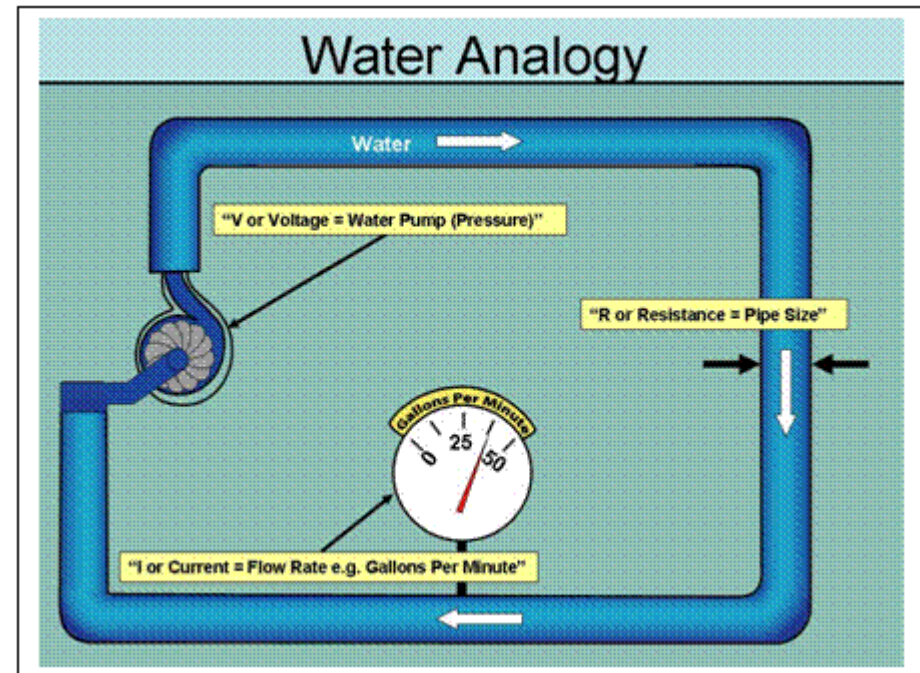 Water Analogy
Water
“V or Voltage = Water Pump (Pressure)”
“R or Resistance = Pipe Size”
Gallons Per Minute
0 25 50
“I or Current = Flow Rate e.g. Gallons Per Minute”